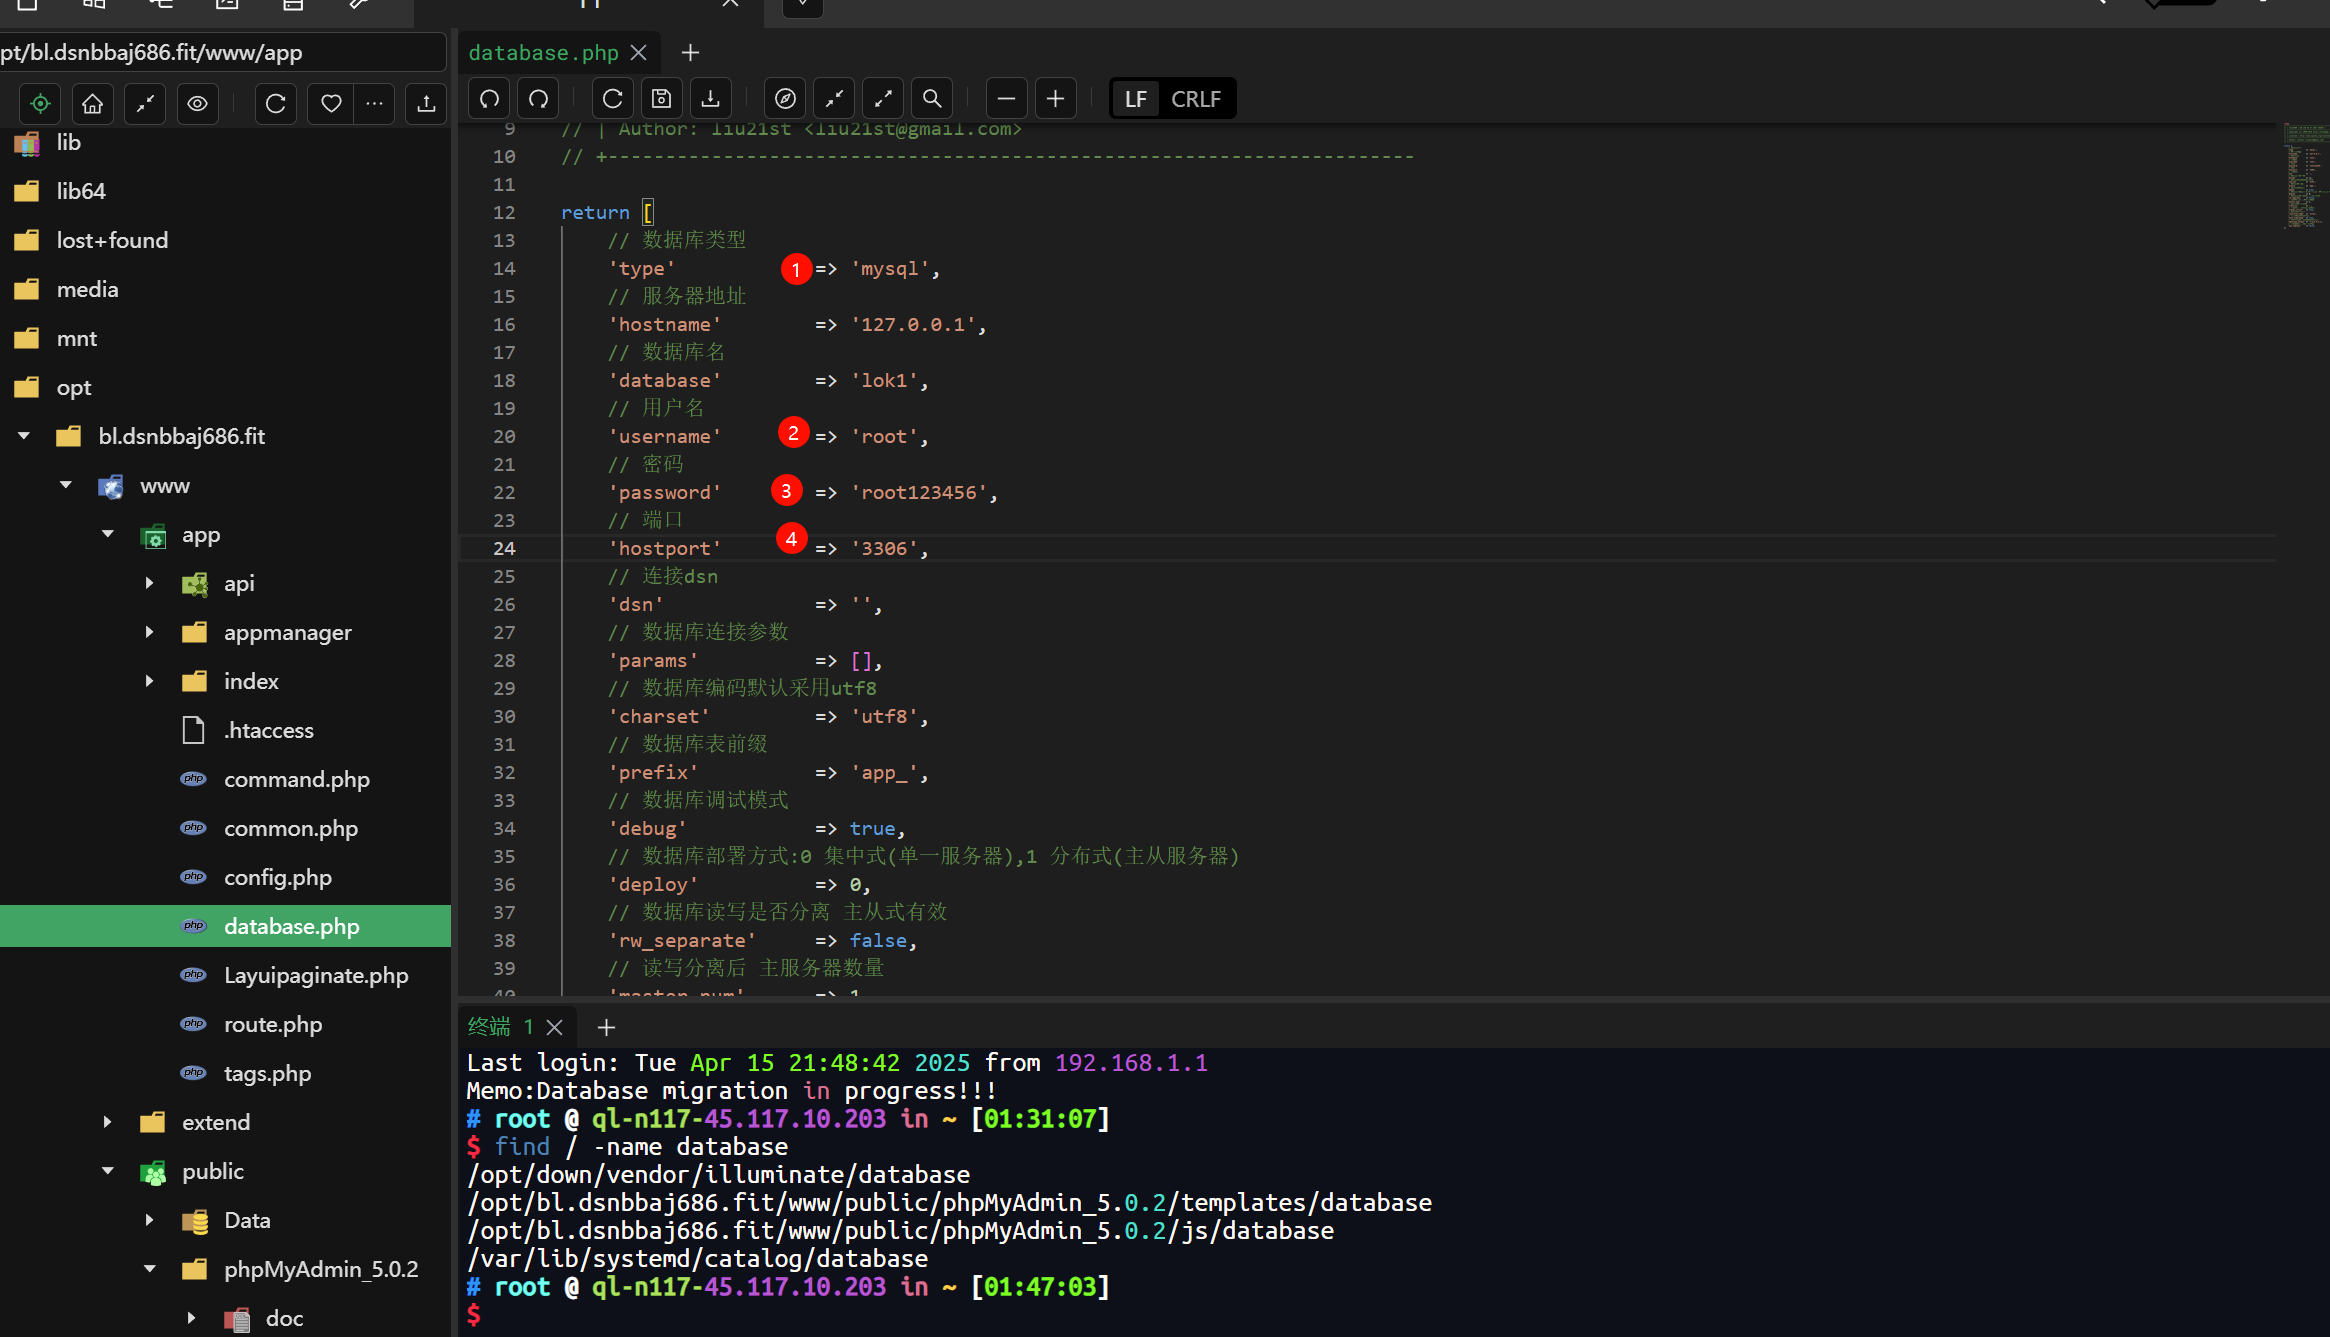 pt/bl.dsnbbaj686.fit/www/app
lib
lib64
lost+found
media
mnt
opt
bl.dsnbbaj686.fit
www
app
api
appmanager
index
.htaccess
php command.php
php common.php
php config.php
php database.php
php Layuipaginate.php
php route.php
php tags.php
extend
public
Data
phpMyAdmin_5.0.2
doc
database.php
LF CRLF
9 // | Author: liu21st <liu21st@gmail.com>
10 // +----------------------------------------------------------------------
11
12 return [
13 // 数据库类型
14 'type' 1 => 'mysql',
15 // 服务器地址
16 'hostname' => '127.0.0.1',
17 // 数据库名
18 'database' => 'lok1',
19 // 用户名
20 'username' 2 => 'root',
21 // 密码
22 'password' 3 => 'root123456',
23 // 端口
24 'hostport' 4 => '3306',
25 // 连接dsn
26 'dsn' => '',
27 // 数据库连接参数
28 'params' => [],
29 // 数据库编码默认采用utf8
30 'charset' => 'utf8',
31 // 数据库表前缀
32 'prefix' => 'app_',
33 // 数据库调试模式
34 'debug' => true,
35 // 数据库部署方式:0 集中式(单一服务器),1 分布式(主从服务器)
36 'deploy' => 0,
37 // 数据库读写是否分离 主从式有效
38 'rw_separate' => false,
39 // 读写分离后 主服务器数量
40 'master_num' => 1
终端 1
Last login: Tue Apr 15 21:48:42 2025 from 192.168.1.1
Memo:Database migration in progress!!!
# root @ ql-n117-45.117.10.203 in ~ [01:31:07]
$ find / -name database
/opt/down/vendor/illuminate/database
/opt/bl.dsnbbaj686.fit/www/public/phpMyAdmin_5.0.2/templates/database
/opt/bl.dsnbbaj686.fit/www/public/phpMyAdmin_5.0.2/js/database
/var/lib/systemd/catalog/database
# root @ ql-n117-45.117.10.203 in ~ [01:47:03]
$